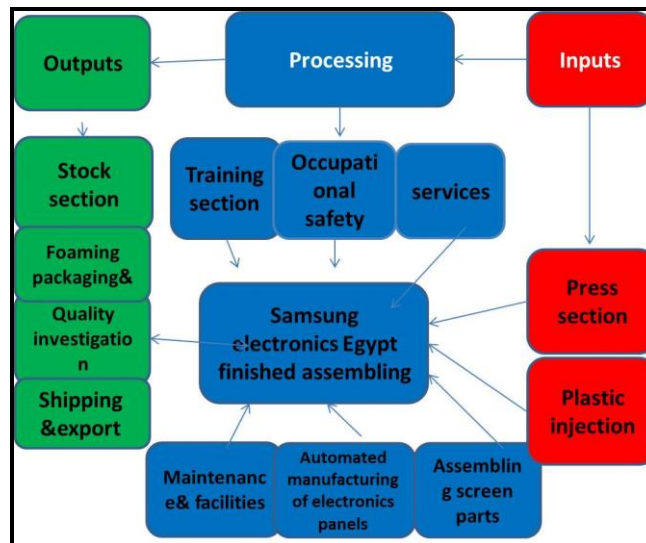 Outputs
Processing
Inputs
Stock
section
Training
section
Occupati
onal
safety
services
Foaming
packaging&
Quality
investigatio
n
Samsung
electronics Egypt
finished assembling
Press
section
Shipping
&export
Plastic
injection
Maintenanc
e& facilities
Automated
manufacturing
of electronics
panels
Assemblin
g screen
parts